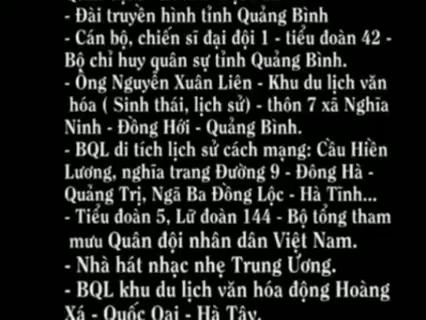 - Đài truyền hình tỉnh Quảng Bình
- Cán bộ, chiến sĩ đại đội 1 - tiểu đoàn 42 -
Bộ chỉ huy quân sự tỉnh Quảng Bình.
- Ông Nguyễn Xuân Liên - Khu du lịch văn
hóa ( Sinh thái, lịch sử) - thôn 7 xã Nghĩa
Ninh - Đồng Hới - Quảng Bình.
- BQL di tích lịch sử cách mạng: Cầu Hiền
Lương, nghĩa trang Đường 9 - Đông Hà -
Quảng Trị, Ngã Ba Đồng Lộc - Hà Tĩnh...
- Tiểu đoàn 5, Lữ đoàn 144 - Bộ tổng tham
mưu Quân đội nhân dân Việt Nam.
- Nhà hát nhạc nhẹ Trung Ương.
- BQL khu du lịch văn hóa động Hoàng
Xá - Quốc Oai - Hà Tây.